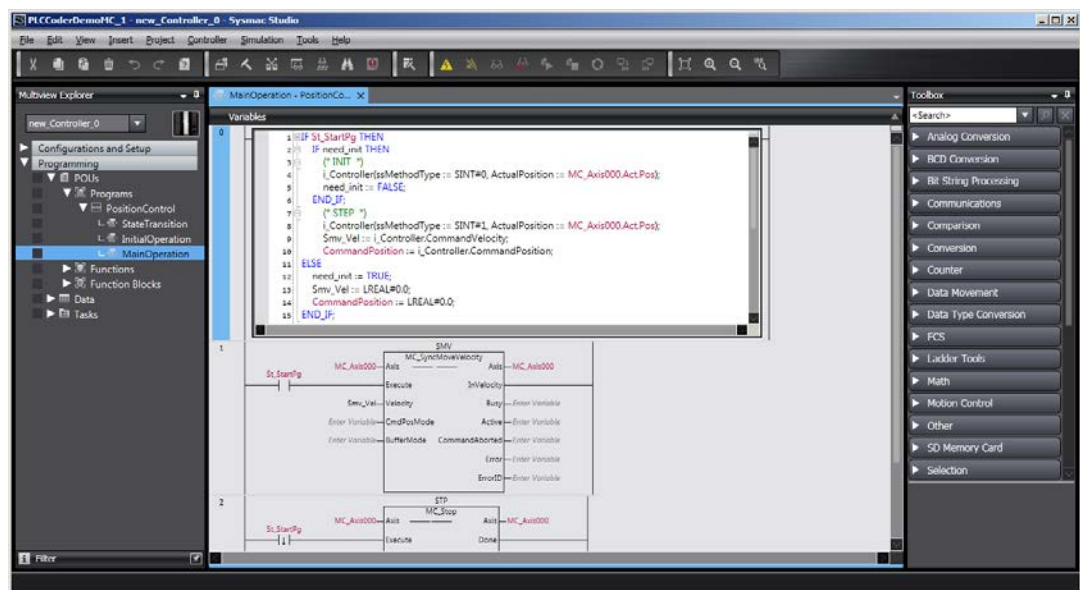 PLCCoderDemoMC_1 - new_Controller_0 - Sysmac Studio
File Edit View Insert Project Controller Simulation Tools Help
Multiview Explorer
new_Controller_0
Configurations and Setup
Programming
POUs
Programs
PositionControl
StateTransition
InitialOperation
MainOperation
Functions
Function Blocks
Data
Tasks
Filter
MainOperation - PositionCo...
Variables
0
1 IF St_StartPg THEN
2 IF need_init THEN
3 (* INIT *)
4 i_Controller(ssMethodType := SINT#0, ActualPosition := MC_Axis000.Act.Pos);
5 need_init := FALSE;
6 END_IF;
7 (* STEP *)
8 i_Controller(ssMethodType := SINT#1, ActualPosition := MC_Axis000.Act.Pos);
9 Smv_Vel := i_Controller.CommandVelocity;
10 CommandPosition := i_Controller.CommandPosition;
11 ELSE
12 need_init := TRUE;
13 Smv_Vel := LREAL#0.0;
14 CommandPosition := LREAL#0.0;
15 END_IF;
1
SMV
MC_SyncMoveVelocity
MC_Axis000 Axis Axis MC_Axis000
St_StartPg
Execute InVelocity
Smv_Vel Velocity Busy Enter Variable
Enter Variable CmdPosMode Active Enter Variable
Enter Variable BufferMode CommandAborted Enter Variable
Error Enter Variable
ErrorID Enter Variable
2
STP
MC_Stop
MC_Axis000 Axis Axis MC_Axis000
St_StartPg
Execute Done
Toolbox
<Search>
Analog Conversion
BCD Conversion
Bit String Processing
Communications
Comparison
Conversion
Counter
Data Movement
Data Type Conversion
FCS
Ladder Tools
Math
Motion Control
Other
SD Memory Card
Selection